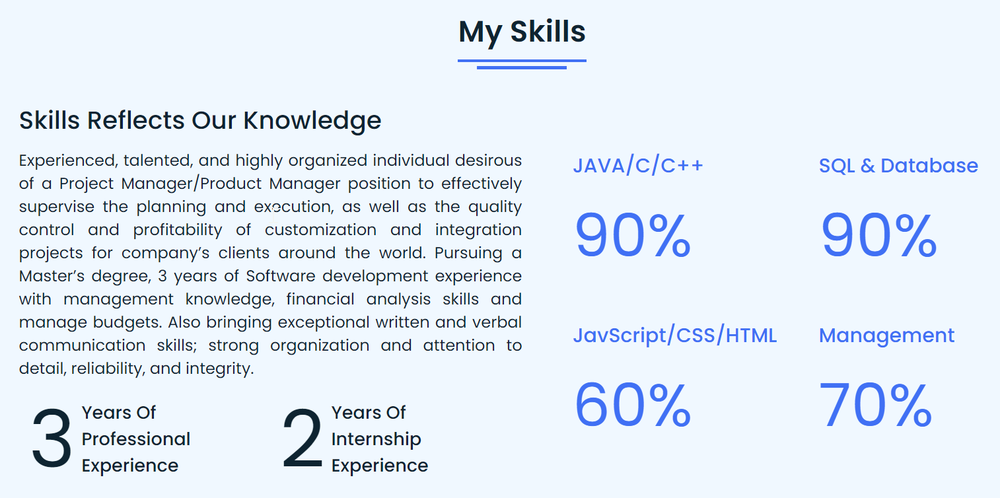 My Skills
Skills Reflects Our Knowledge
Experienced, talented, and highly organized individual desirous
of a Project Manager/Product Manager position to effectively
supervise the planning and execution, as well as the quality
control and profitability of customization and integration
projects for company’s clients around the world. Pursuing a
Master’s degree, 3 years of Software development experience
with management knowledge, financial analysis skills and
manage budgets. Also bringing exceptional written and verbal
communication skills; strong organization and attention to
detail, reliability, and integrity.
3
Years Of
Professional
Experience
2
Years Of
Internship
Experience
JAVA/C/C++
90%
SQL & Database
90%
JavScript/CSS/HTML
60%
Management
70%